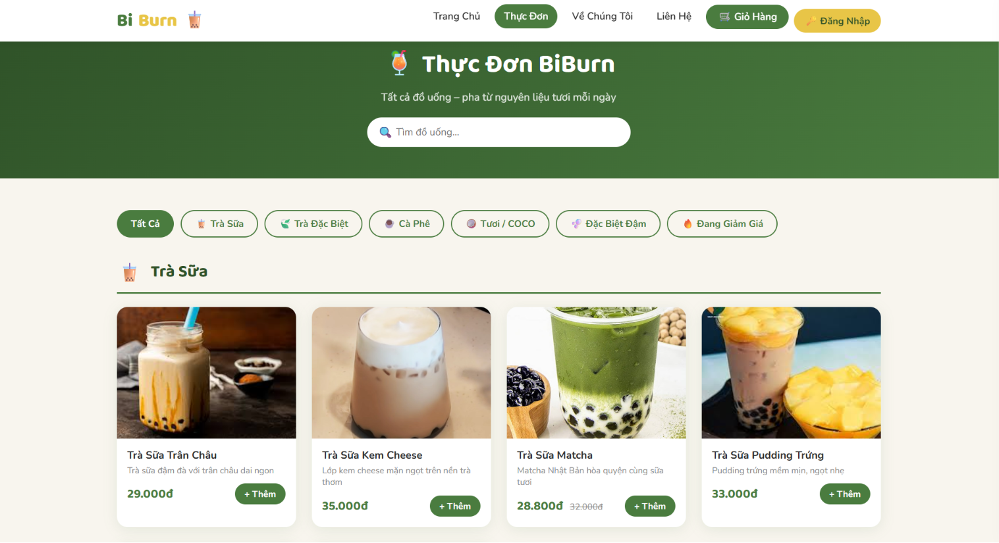 Bi Burn
Trang Chủ
Thực Đơn
Về Chúng Tôi
Liên Hệ
Giỏ Hàng
Đăng Nhập
Thực Đơn BiBurn
Tất cả đồ uống – pha từ nguyên liệu tươi mỗi ngày
Tìm đồ uống...
Tất Cả
Trà Sữa
Trà Đặc Biệt
Cà Phê
Tươi / COCO
Đặc Biệt Đậm
Đang Giảm Giá
Trà Sữa
Trà Sữa Trân Châu
Trà sữa đậm đà với trân châu dai ngon
29.000đ
+ Thêm
Trà Sữa Kem Cheese
Lớp kem cheese mặn ngọt trên nền trà
thơm
35.000đ
+ Thêm
Trà Sữa Matcha
Matcha Nhật Bản hòa quyện cùng sữa
tươi
28.800đ 32.000đ
+ Thêm
Trà Sữa Pudding Trứng
Pudding trứng mềm mịn, ngọt nhẹ
33.000đ
+ Thêm